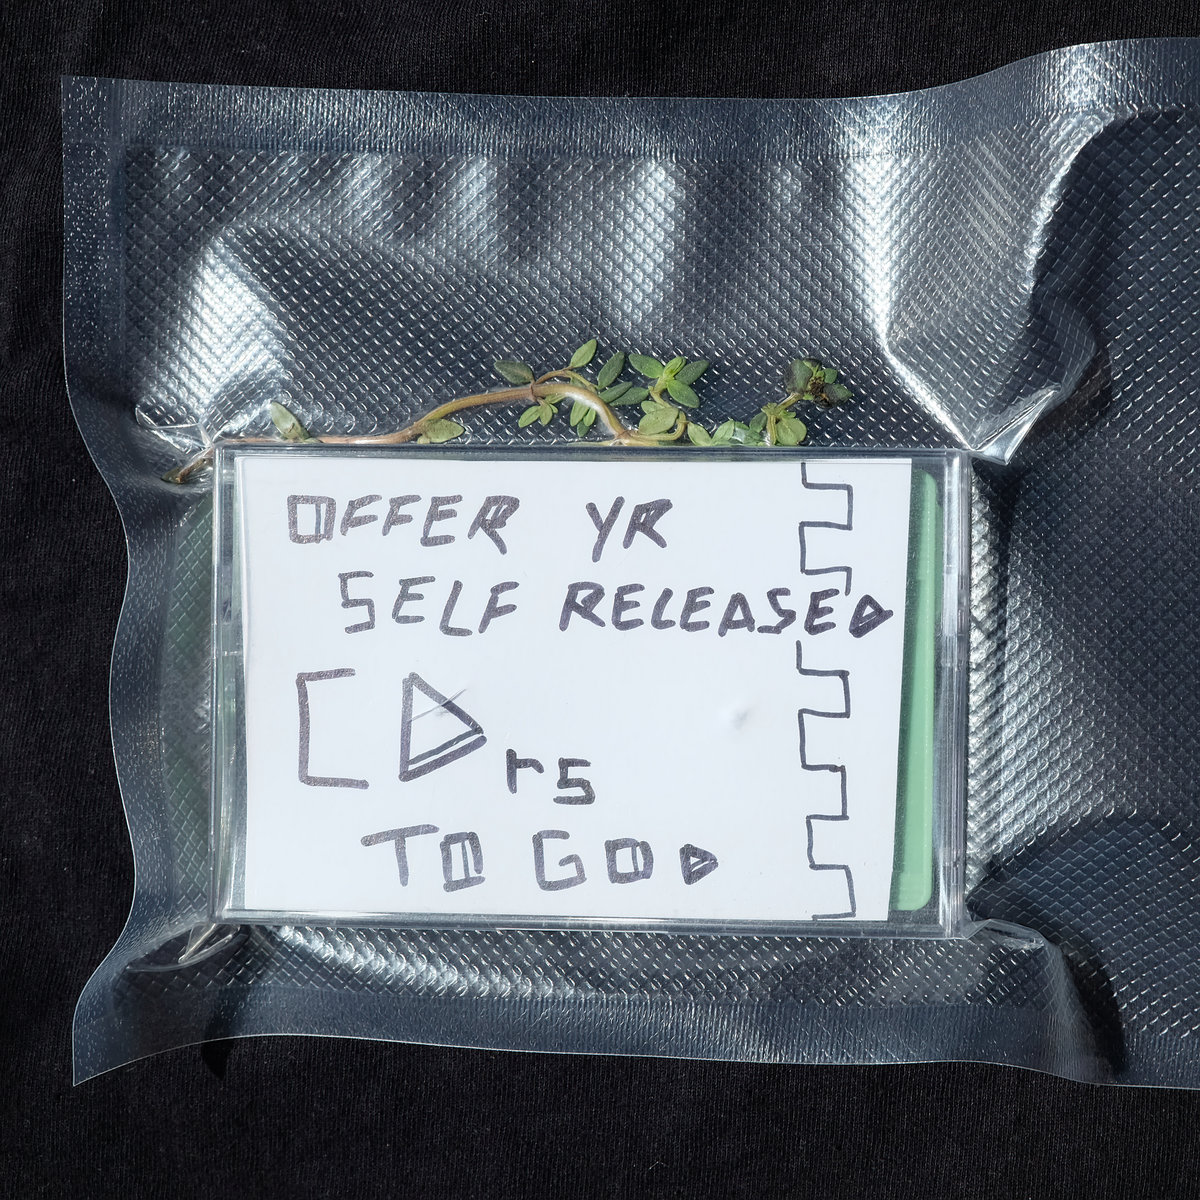 OFFER YR
SELF RELEASED
CDrs
TO GOD